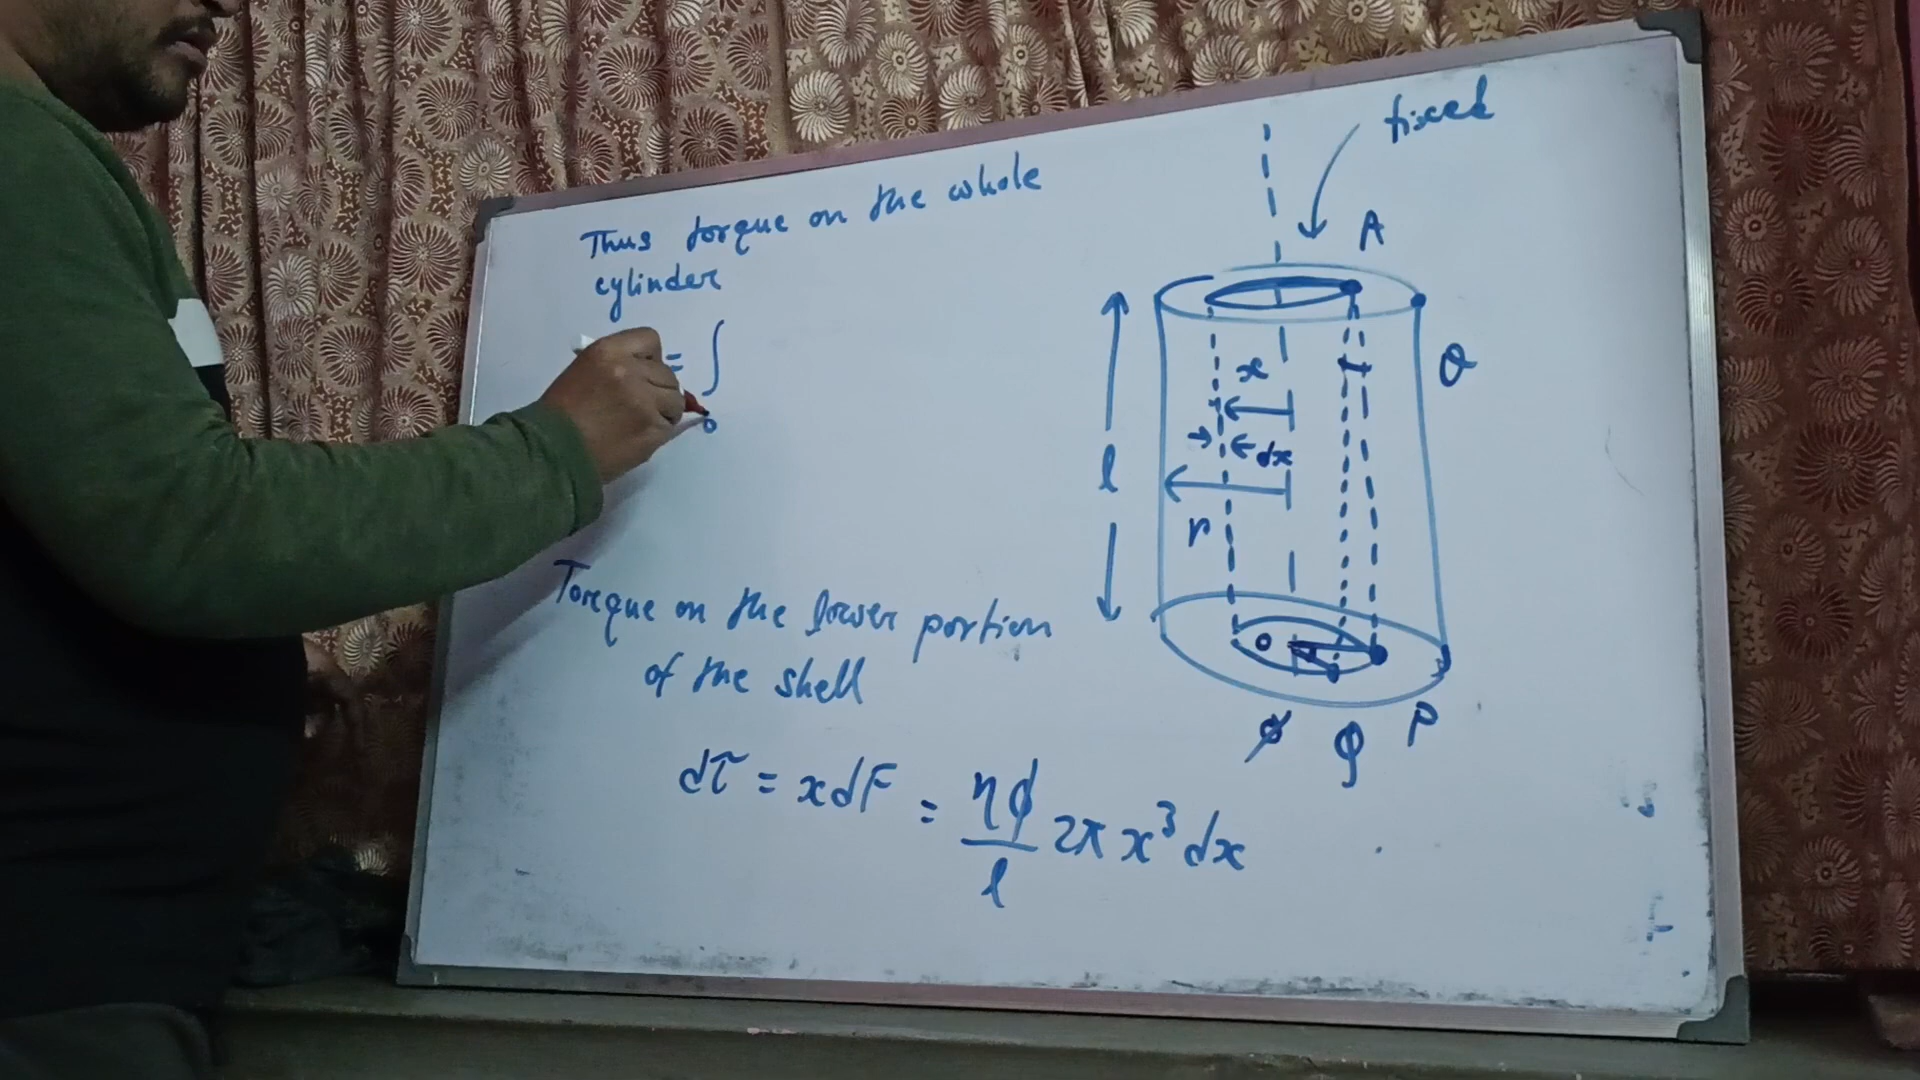 Thus torque on the whole
cylinder
= ∫
0
Torque on the lower portion
of the shell
dτ = xdF = ηϕ/l 2π x³ dx
fixed
A
x
dx
l
r
θ
O
ϕ
P